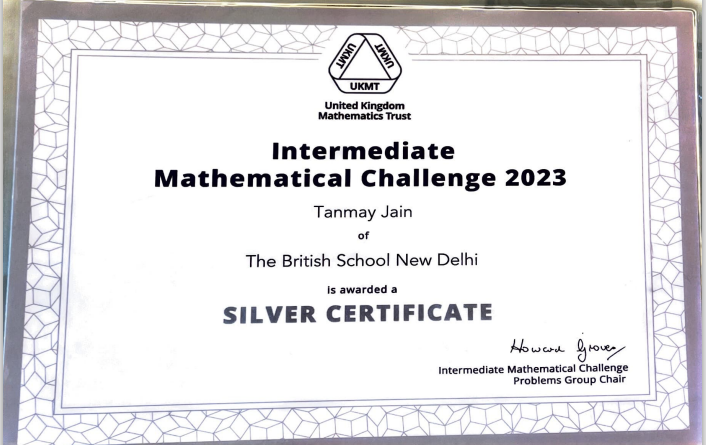 UKMT
UKMT
UKMT
United Kingdom
Mathematics Trust
Intermediate
Mathematical Challenge 2023
Tanmay Jain
of
The British School New Delhi
is awarded a
SILVER CERTIFICATE
Howard Groves
Intermediate Mathematical Challenge
Problems Group Chair